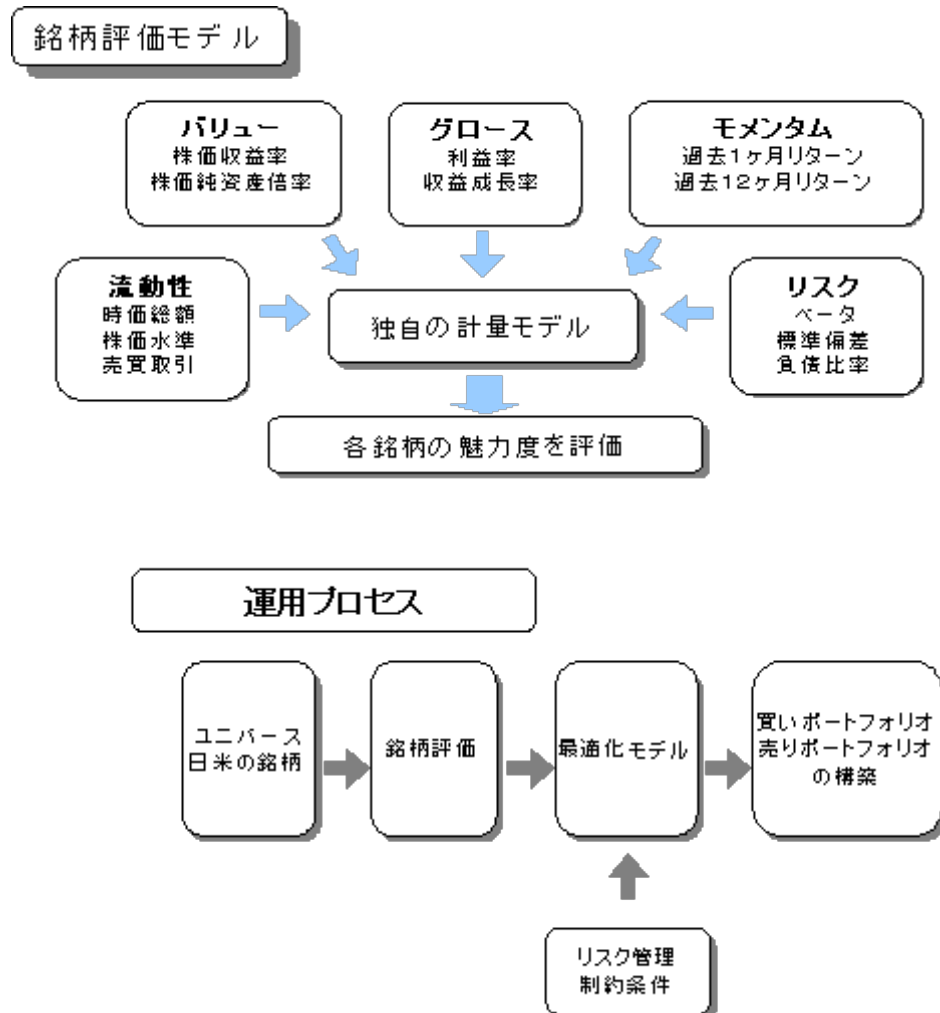 銘柄評価モデル
バリュー
株価収益率
株価純資産倍率
グロース
利益率
収益成長率
モメンタム
過去1ヶ月リターン
過去12ヶ月リターン
流動性
時価総額
株価水準
売買取引
独自の計量モデル
リスク
ベータ
標準偏差
負債比率
各銘柄の魅力度を評価
運用プロセス
ユニバース
日米の銘柄
銘柄評価
最適化モデル
買いポートフォリオ
売りポートフォリオ
の構築
リスク管理
制約条件